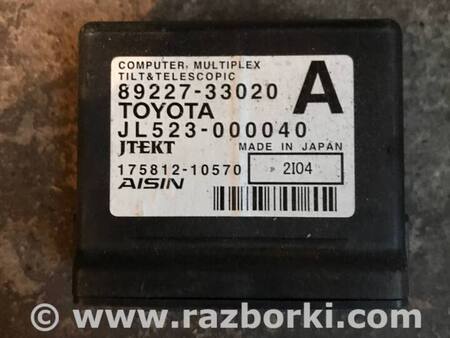 COMPUTER, MULTIPLEX
TILT&TELESCOPIC
89227-33020 A
TOYOTA
JL523-000040
JTEKT MADE IN JAPAN
175812-10570 2I04
AISIN
© www.razborki.com